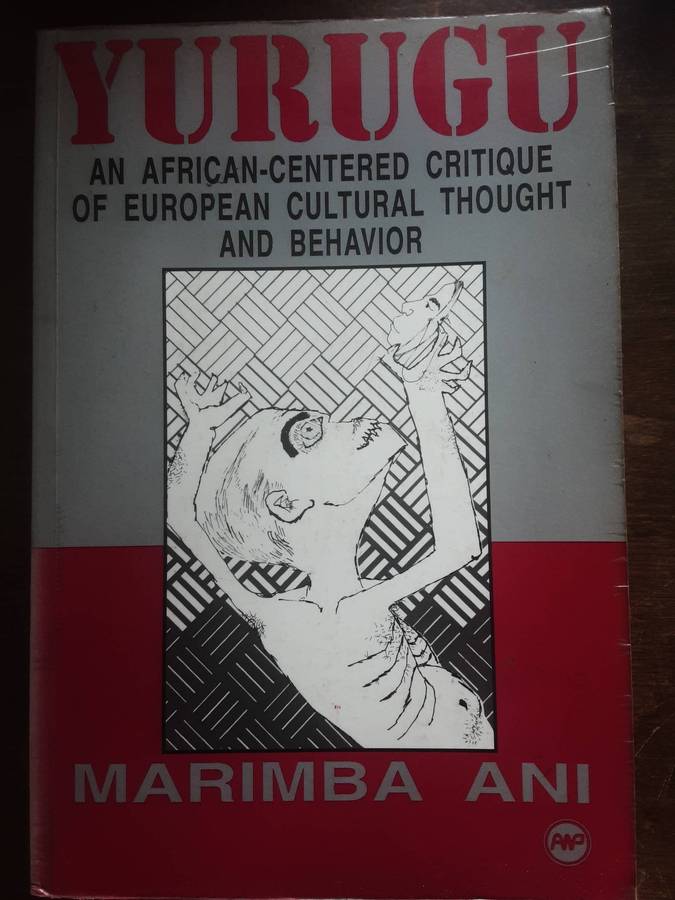 YURUGU
AN AFRICAN-CENTERED CRITIQUE
OF EUROPEAN CULTURAL THOUGHT
AND BEHAVIOR
MARIMBA ANI
AWP